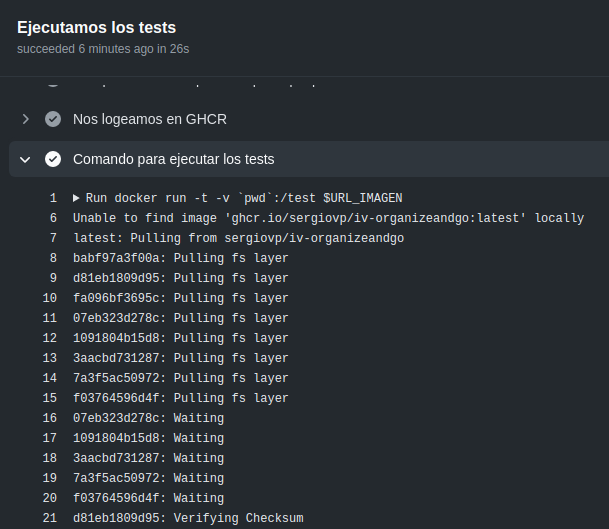 Ejecutamos los tests
succeeded 6 minutes ago in 26s
Nos logeamos en GHCR
Comando para ejecutar los tests
1 Run docker run -t -v `pwd`:/test $URL_IMAGEN
6 Unable to find image 'ghcr.io/sergiovp/iv-organizeandgo:latest' locally
7 latest: Pulling from sergiovp/iv-organizeandgo
8 babf97a3f00a: Pulling fs layer
9 d81eb1809d95: Pulling fs layer
10 fa096bf3695c: Pulling fs layer
11 07eb323d278c: Pulling fs layer
12 1091804b15d8: Pulling fs layer
13 3aacbd731287: Pulling fs layer
14 7a3f5ac50972: Pulling fs layer
15 f03764596d4f: Pulling fs layer
16 07eb323d278c: Waiting
17 1091804b15d8: Waiting
18 3aacbd731287: Waiting
19 7a3f5ac50972: Waiting
20 f03764596d4f: Waiting
21 d81eb1809d95: Verifying Checksum